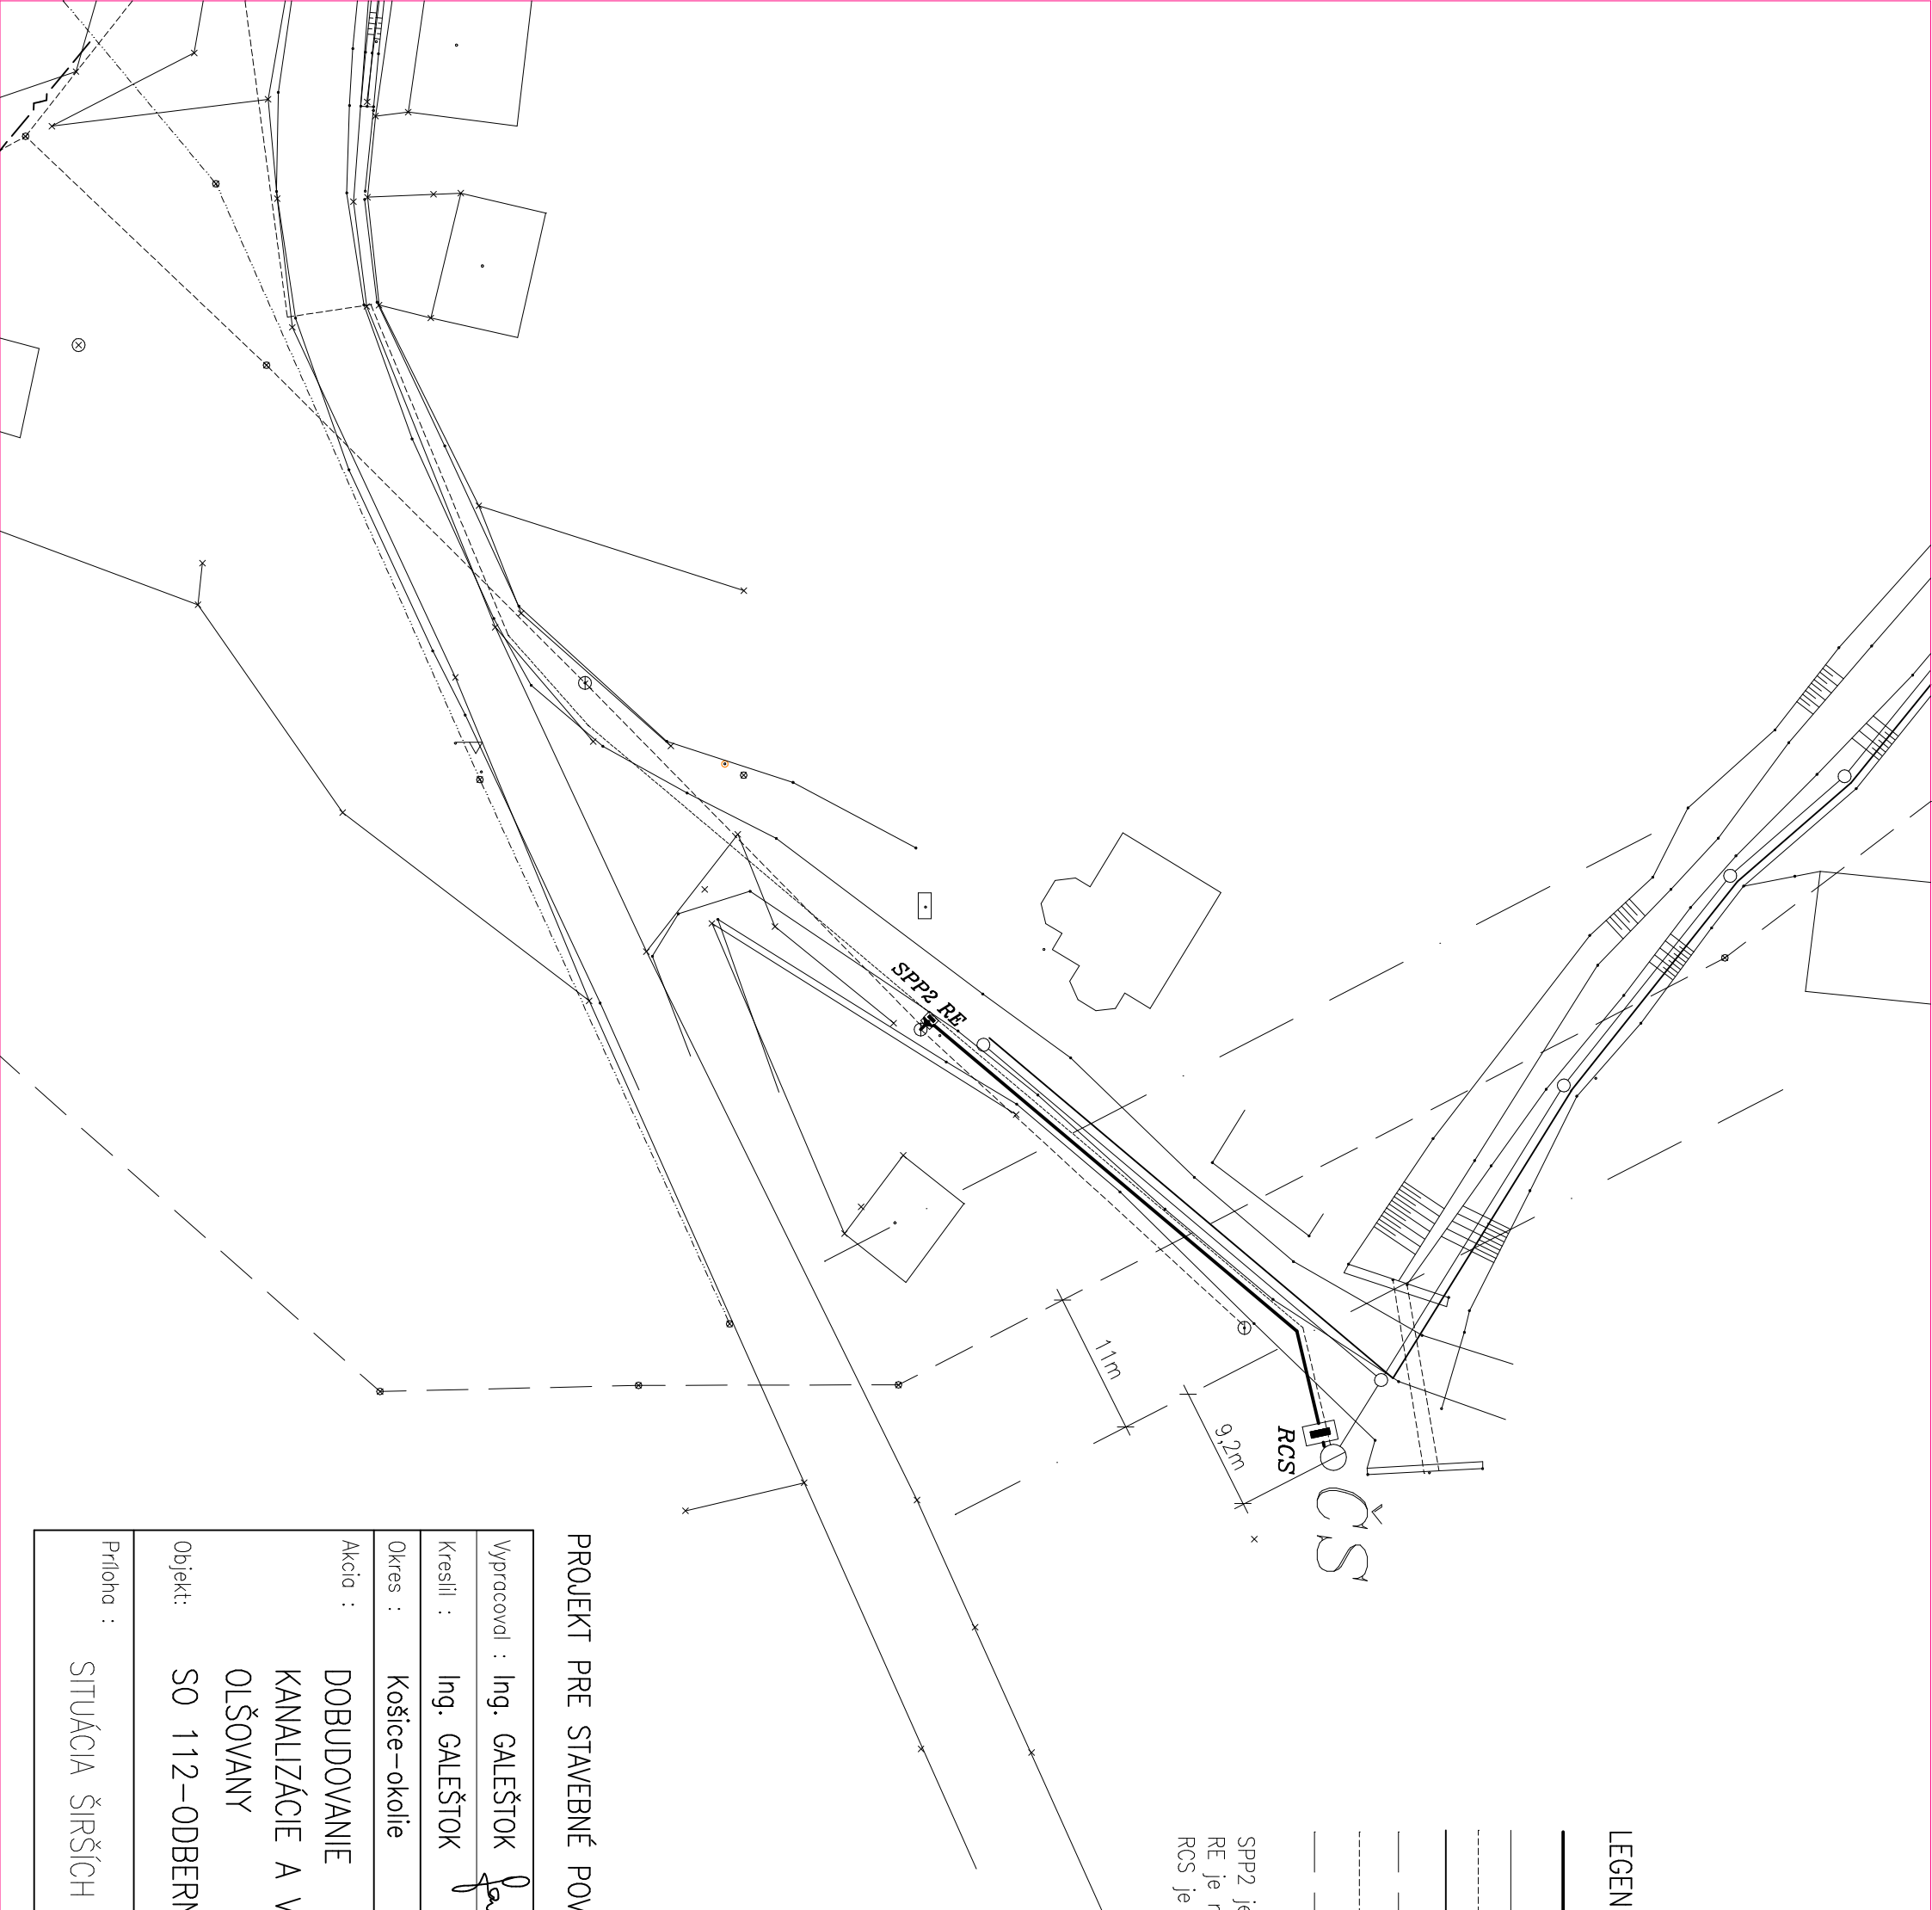 SPP2 RE
11m
9,2m
RCS
ČS
LEGEN
SPP2 je
RE je
RCS je
PROJEKT PRE STAVEBNÉ POV
Vypracoval : Ing. GALEŠTOK
Kreslil : Ing. GALEŠTOK
Okres : Košice-okolie
Akcia : DOBUDOVANIE
KANALIZÁCIE A V
OLŠOVANY
Objekt: SO 112-ODBERN
Príloha : SITUÁCIA ŠIRŠÍCH